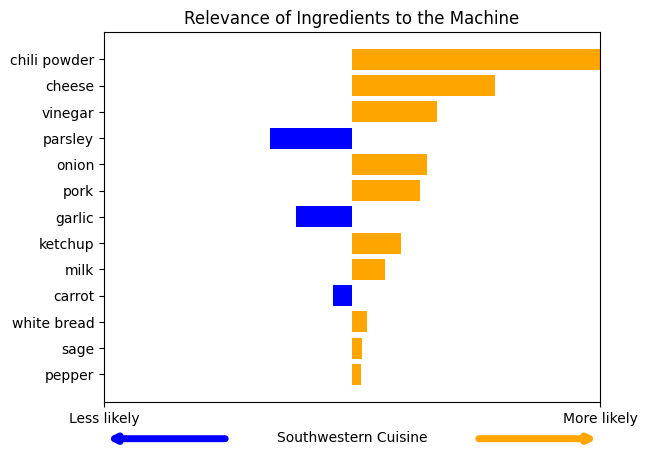 Relevance of Ingredients to the Machine
chili powder
cheese
vinegar
parsley
onion
pork
garlic
ketchup
milk
carrot
white bread
sage
pepper
Less likely
More likely
Southwestern Cuisine